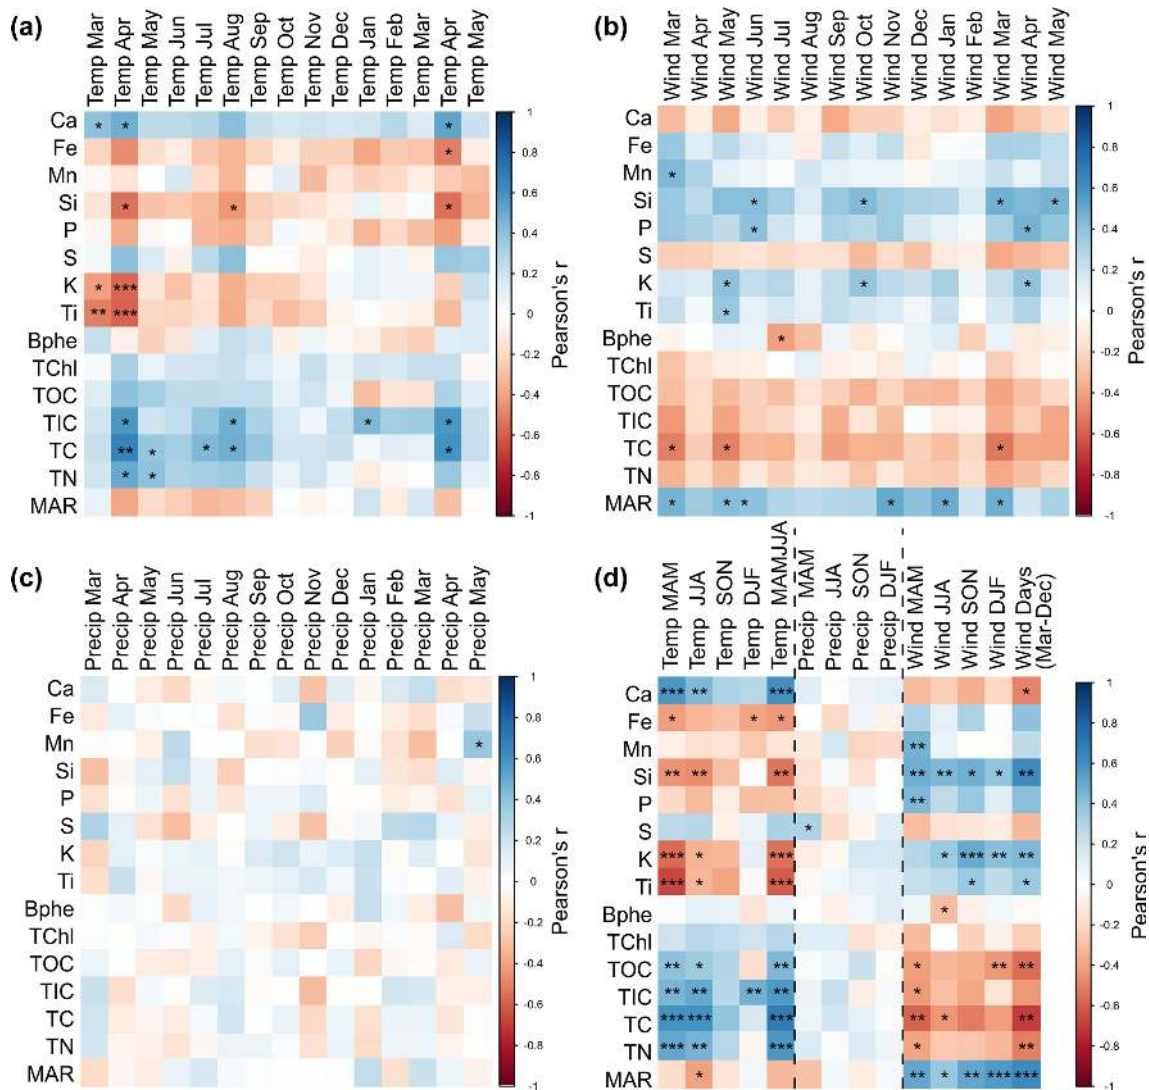 (a)
Temp Mar
Temp Apr
Temp May
Temp Jun
Temp Jul
Temp Aug
Temp Sep
Temp Oct
Temp Nov
Temp Dec
Temp Jan
Temp Feb
Temp Mar
Temp Apr
Temp May
Ca * * *
Fe *
Mn
Si * * *
P
S
K * ***
Ti ** ***
Bphe
TChl
TOC
TIC * * * *
TC ** * * * *
TN * *
MAR
1
0.8
0.6
0.4
0.2
0
-0.2
-0.4
-0.6
-0.8
-1
Pearson's r
(b)
Wind Mar
Wind Apr
Wind May
Wind Jun
Wind Jul
Wind Aug
Wind Sep
Wind Oct
Wind Nov
Wind Dec
Wind Jan
Wind Feb
Wind Mar
Wind Apr
Wind May
Ca
Fe
Mn *
Si * * * *
P * *
S
K * * *
Ti *
Bphe *
TChl
TOC
TIC
TC * * *
TN
MAR * * * * * *
1
0.8
0.6
0.4
0.2
0
-0.2
-0.4
-0.6
-0.8
-1
Pearson's r
(c)
Precip Mar
Precip Apr
Precip May
Precip Jun
Precip Jul
Precip Aug
Precip Sep
Precip Oct
Precip Nov
Precip Dec
Precip Jan
Precip Feb
Precip Mar
Precip Apr
Precip May
Ca
Fe
Mn *
Si
P
S
K
Ti
Bphe
TChl
TOC
TIC
TC
TN
MAR
1
0.8
0.6
0.4
0.2
0
-0.2
-0.4
-0.6
-0.8
-1
Pearson's r
(d)
Temp MAM
Temp JJA
Temp SON
Temp DJF
Temp MAMJJA
Precip MAM
Precip JJA
Precip SON
Precip DJF
Wind MAM
Wind JJA
Wind SON
Wind DJF
Wind Days
(Mar-Dec)
Ca *** ** *** *
Fe * * *
Mn **
Si ** ** ** ** ** * * **
P **
S *
K *** * *** * *** ** **
Ti *** * *** * *
Bphe *
TChl
TOC ** * ** * ** **
TIC ** ** ** ** *
TC *** *** *** ** * **
TN *** ** *** * **
MAR * ** * ** *** ***
1
0.8
0.6
0.4
0.2
0
-0.2
-0.4
-0.6
-0.8
-1
Pearson's r